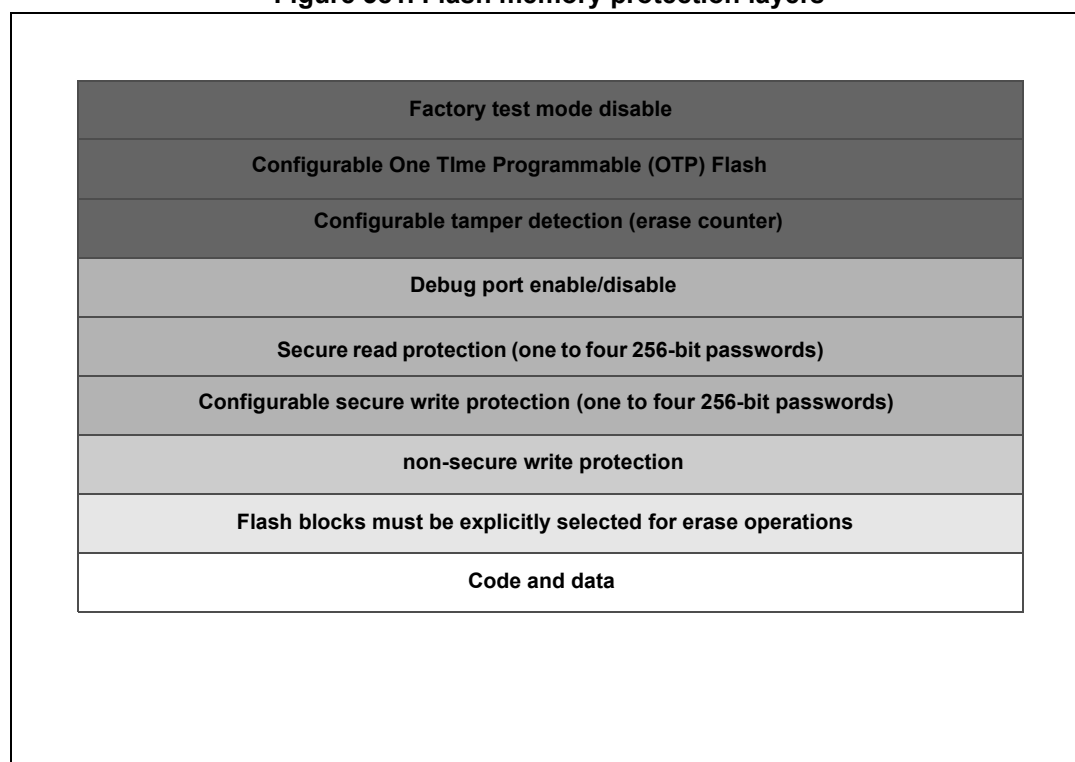 Flash memory protection layers
Factory test mode disable
Configurable One TIme Programmable (OTP) Flash
Configurable tamper detection (erase counter)
Debug port enable/disable
Secure read protection (one to four 256-bit passwords)
Configurable secure write protection (one to four 256-bit passwords)
non-secure write protection
Flash blocks must be explicitly selected for erase operations
Code and data